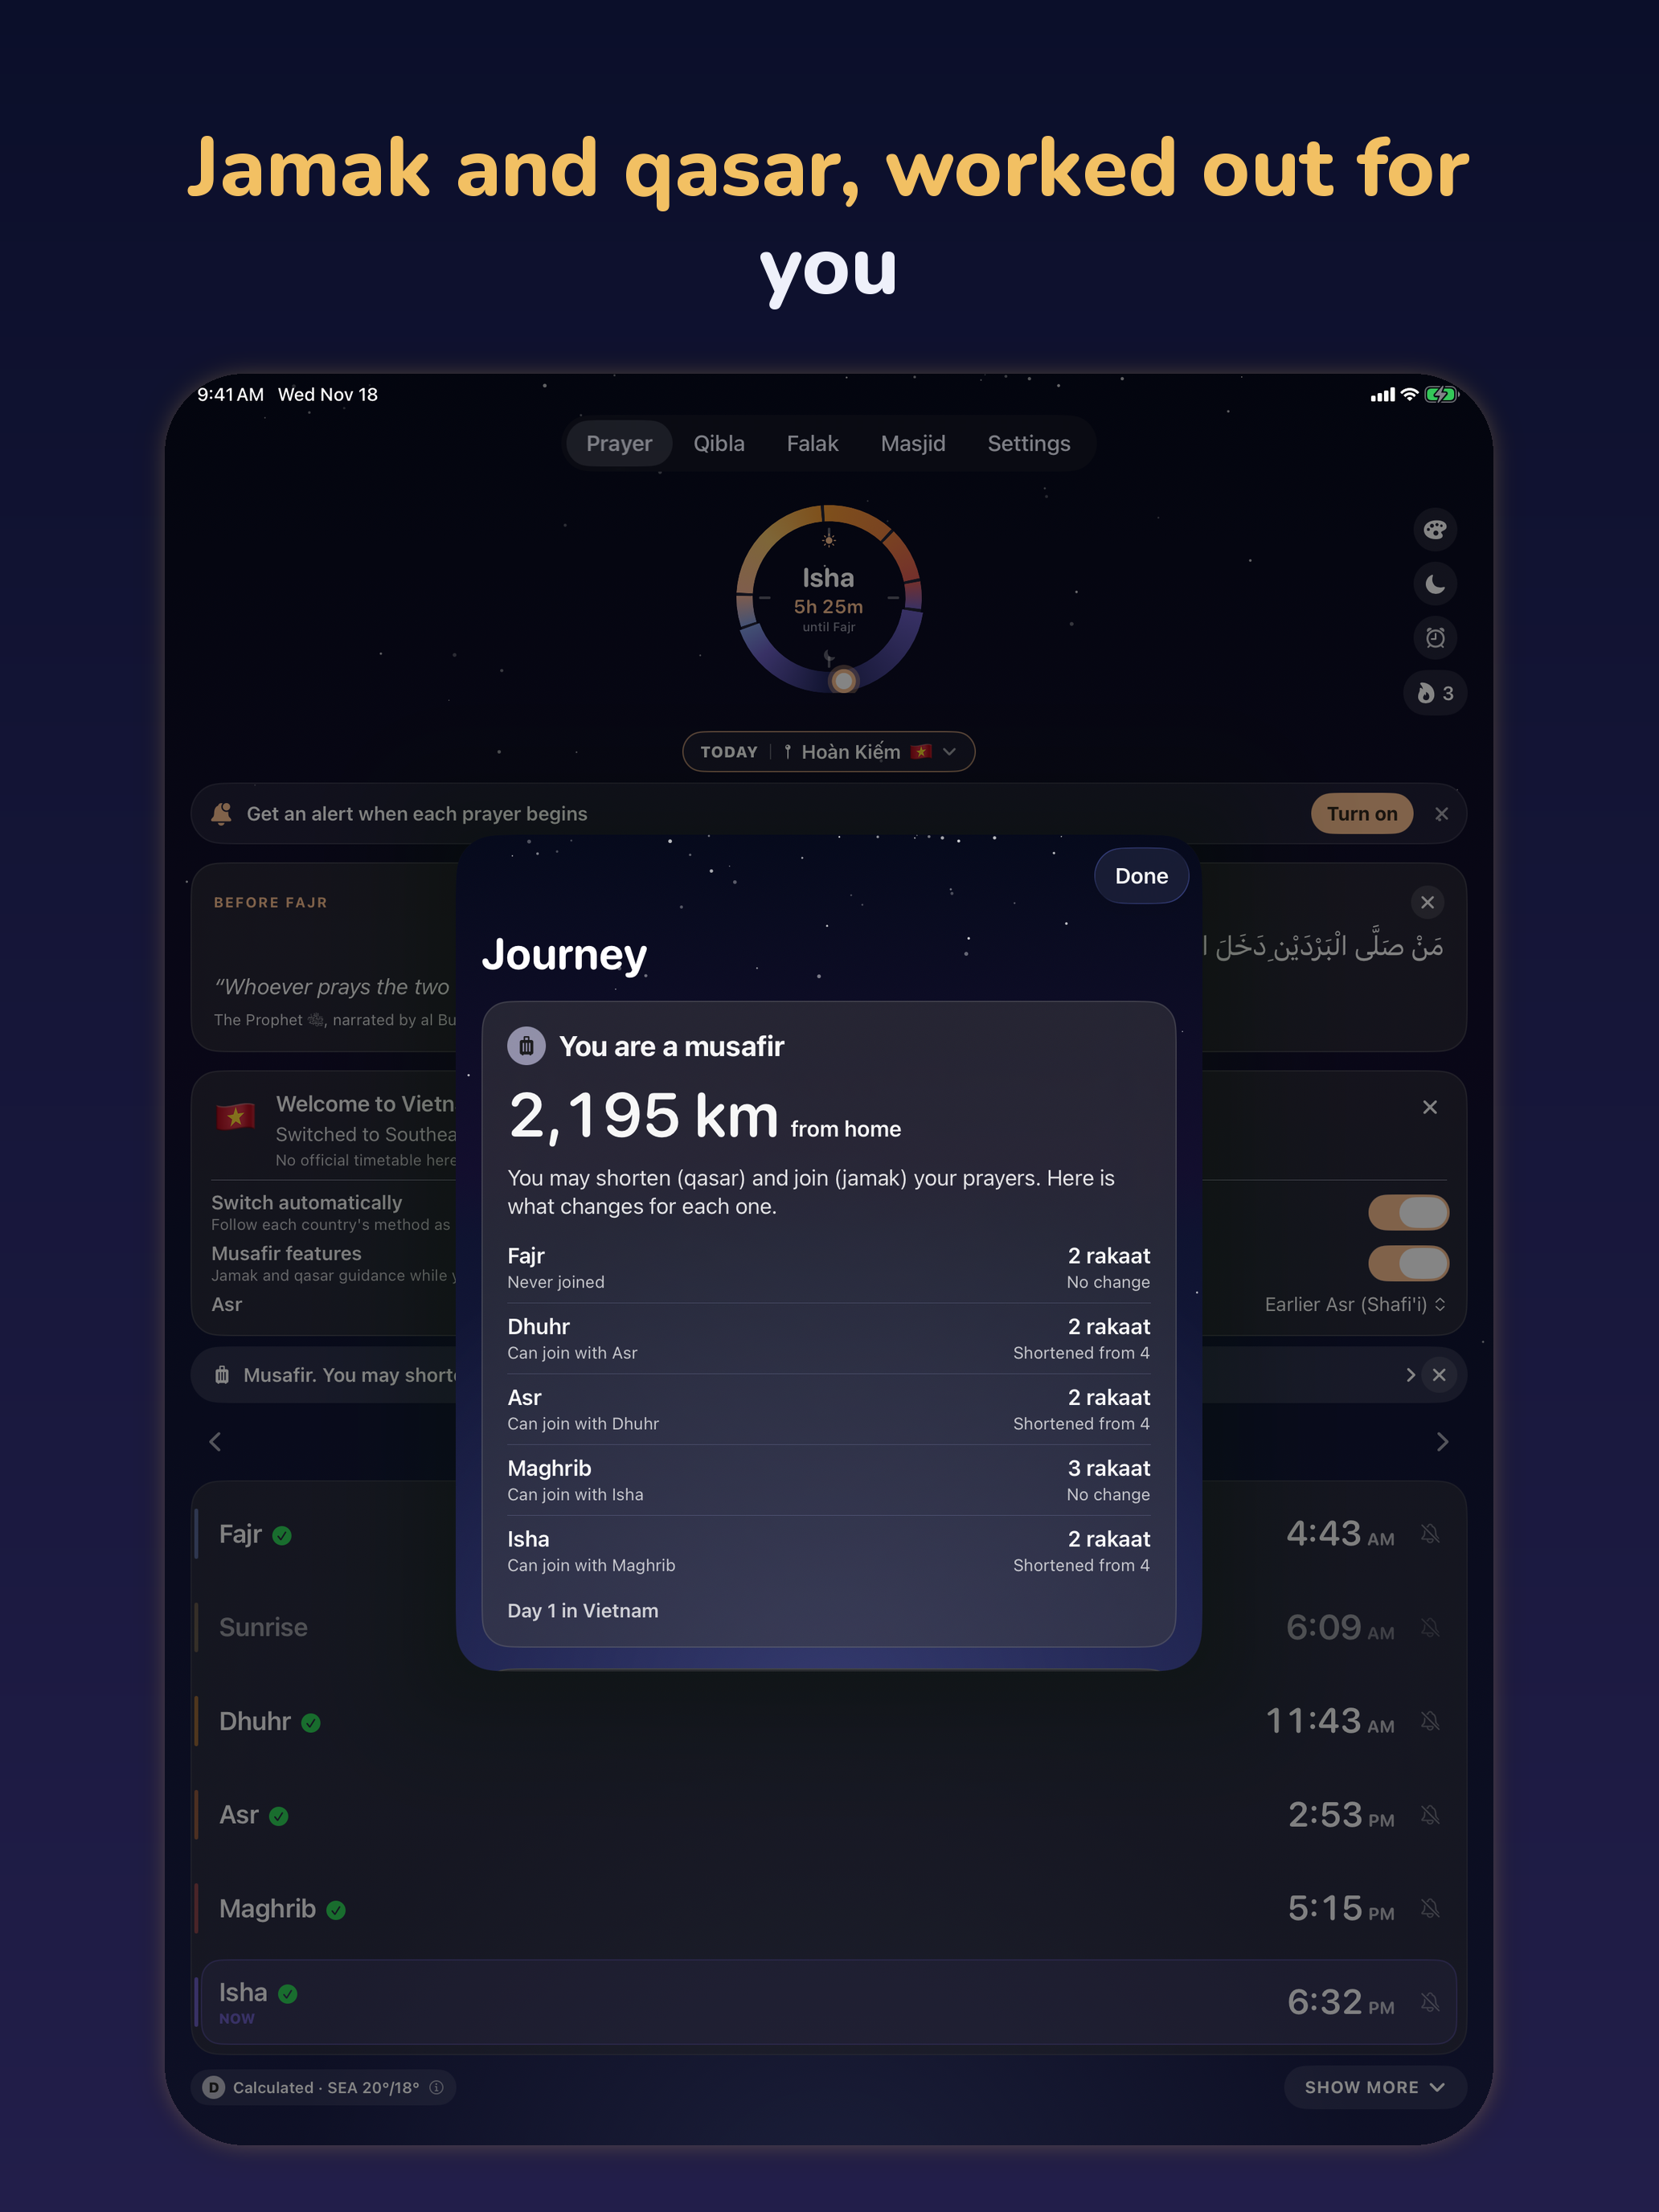 Jamak and qasar, worked out for
you
9:41 AM Wed Nov 18
Prayer Qibla Falak Masjid Settings
Isha
5h 25m
until Fajr
3
TODAY Hoàn Kiếm
Get an alert when each prayer begins Turn on
Done
BEFORE FAJR
مَنْ صَلَّى الْبَرْدَيْنِ دَخَلَ ا
Journey
“Whoever prays the two
The Prophet ﷺ, narrated by al Bu
You are a musafir
2,195 km from home
You may shorten (qasar) and join (jamak) your prayers. Here is
what changes for each one.
Welcome to Vietn
Switched to Southea
No official timetable here
Switch automatically
Follow each country's method as
Musafir features
Jamak and qasar guidance while y
Asr Earlier Asr (Shafi'i)
Musafir. You may short
Fajr 2 rakaat
Never joined No change
Dhuhr 2 rakaat
Can join with Asr Shortened from 4
Asr 2 rakaat
Can join with Dhuhr Shortened from 4
Maghrib 3 rakaat
Can join with Isha No change
Isha 2 rakaat
Can join with Maghrib Shortened from 4
Day 1 in Vietnam
Fajr 4:43 AM
Sunrise 6:09 AM
Dhuhr 11:43 AM
Asr 2:53 PM
Maghrib 5:15 PM
Isha 6:32 PM
NOW
D Calculated · SEA 20°/18° SHOW MORE